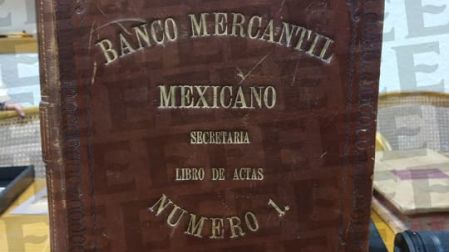 BANCO MERCANTIL
MEXICANO
SECRETARIA
LIBRO DE ACTAS
NUMERO 1.